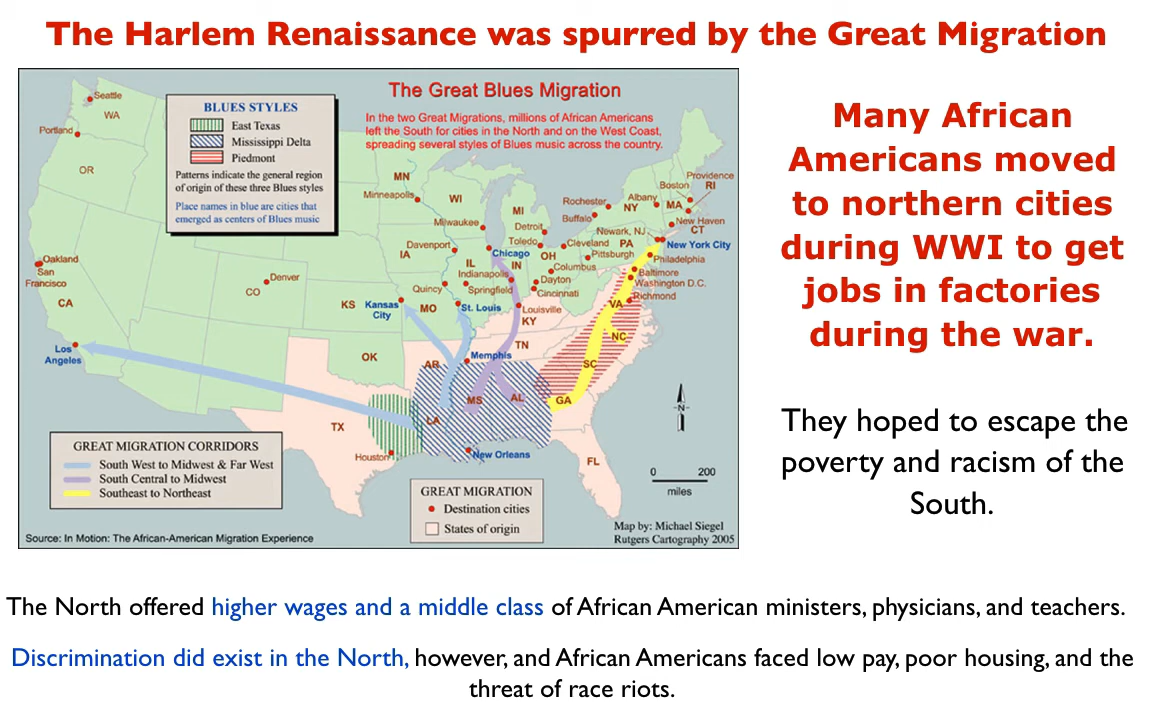 The Harlem Renaissance was spurred by the Great Migration
The Great Blues Migration
In the two Great Migrations, millions of African Americans
left the South for cities in the North and on the West Coast,
spreading several styles of Blues music across the country.
BLUES STYLES
East Texas
Mississippi Delta
Piedmont
Patterns indicate the general region
of origin of these three Blues styles
Place names in blue are cities that
emerged as centers of Blues music
Seattle
WA
Portland
OR
Oakland
San
Francisco
CA
Los
Angeles
Denver
CO
MN
Minneapolis
WI
Milwaukee
MI
Detroit
Toledo
Davenport
IA
Chicago
IL
IN
Indianapolis
OH
Cleveland
Columbus
Dayton
Cincinnati
Quincy
Springfield
KS
Kansas
City
MO
St. Louis
Louisville
KY
Rochester
Buffalo
Albany
NY
Boston
MA
Providence
RI
New Haven
CT
Newark, NJ
New York City
PA
Pittsburgh
Philadelphia
Baltimore
Washington D.C.
Richmond
VA
NC
SC
GA
TN
Memphis
AR
OK
TX
LA
MS
AL
FL
Houston
New Orleans
N
0 200
miles
GREAT MIGRATION CORRIDORS
South West to Midwest & Far West
South Central to Midwest
Southeast to Northeast
GREAT MIGRATION
Destination cities
States of origin
Source: In Motion: The African-American Migration Experience
Map by: Michael Siegel
Rutgers Cartography 2005
Many African
Americans moved
to northern cities
during WWI to get
jobs in factories
during the war.
They hoped to escape the
poverty and racism of the
South.
The North offered higher wages and a middle class of African American ministers, physicians, and teachers.
Discrimination did exist in the North, however, and African Americans faced low pay, poor housing, and the
threat of race riots.